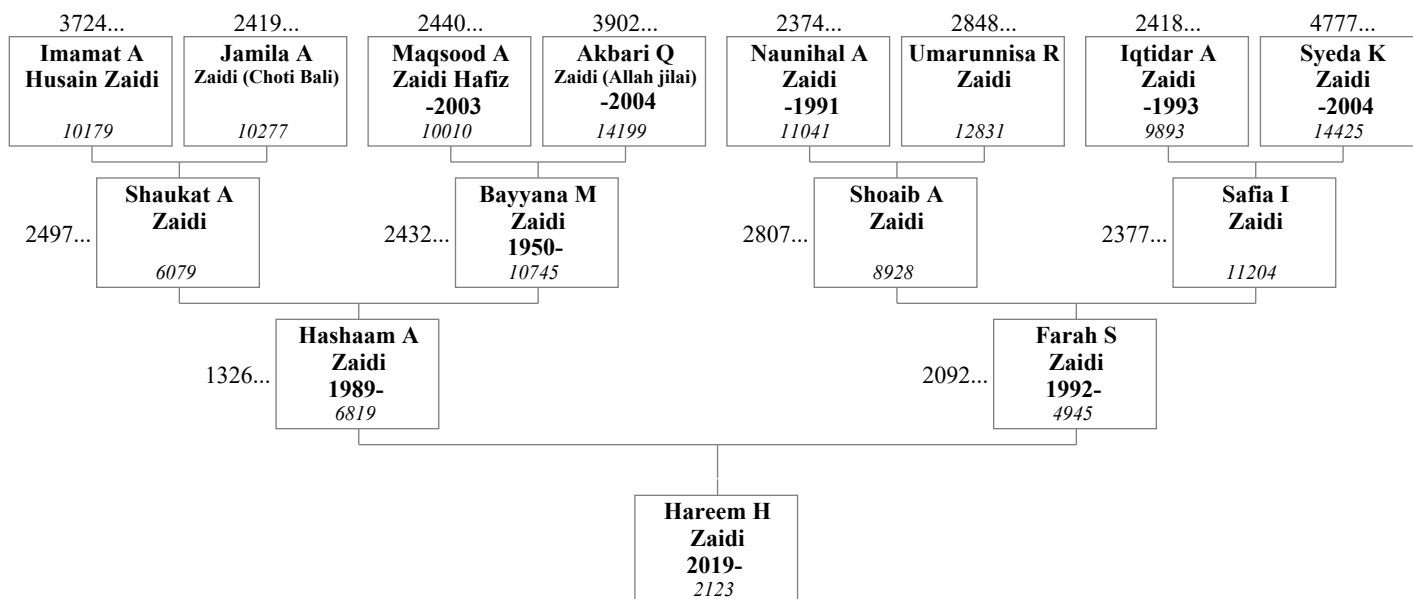 3724... 2419... 2440... 3902... 2374... 2848... 2418... 4777...
Imamat A
Husain Zaidi
10179
Jamila A
Zaidi (Choti Bali)
10277
Maqsood A
Zaidi Hafiz
-2003
10010
Akbari Q
Zaidi (Allah jilai)
-2004
14199
Naunihal A
Zaidi
-1991
11041
Umarunnisa R
Zaidi
12831
Iqtidar A
Zaidi
-1993
9893
Syeda K
Zaidi
-2004
14425
2497...
Shaukat A
Zaidi
6079
2432...
Bayyana M
Zaidi
1950-
10745
2807...
Shoaib A
Zaidi
8928
2377...
Safia I
Zaidi
11204
1326...
Hashaam A
Zaidi
1989-
6819
2092...
Farah S
Zaidi
1992-
4945
Hareem H
Zaidi
2019-
2123